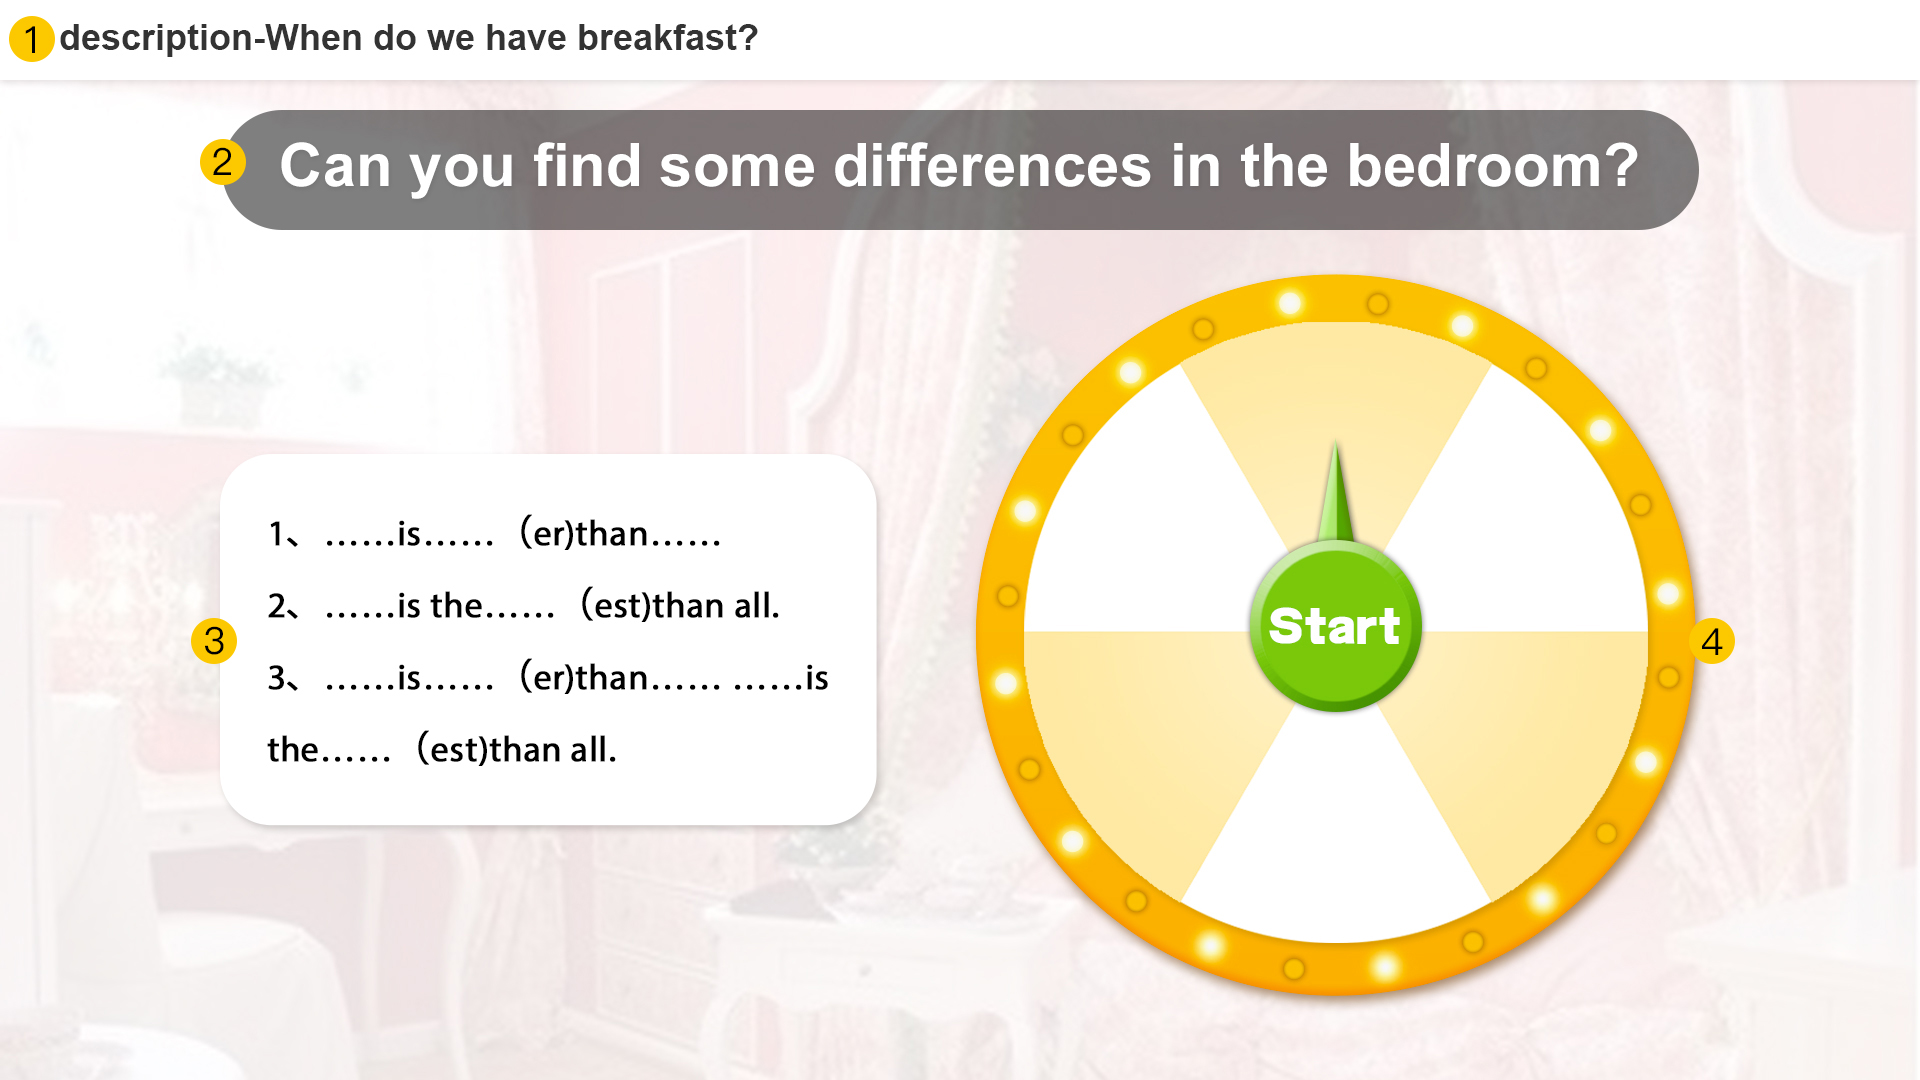 1 description-When do we have breakfast?
2 Can you find some differences in the bedroom?
1、 ……is…… （er)than……
2、 ……is the…… （est)than all.
3 3、 ……is…… （er)than…… ……is
the…… （est)than all.
Start
4